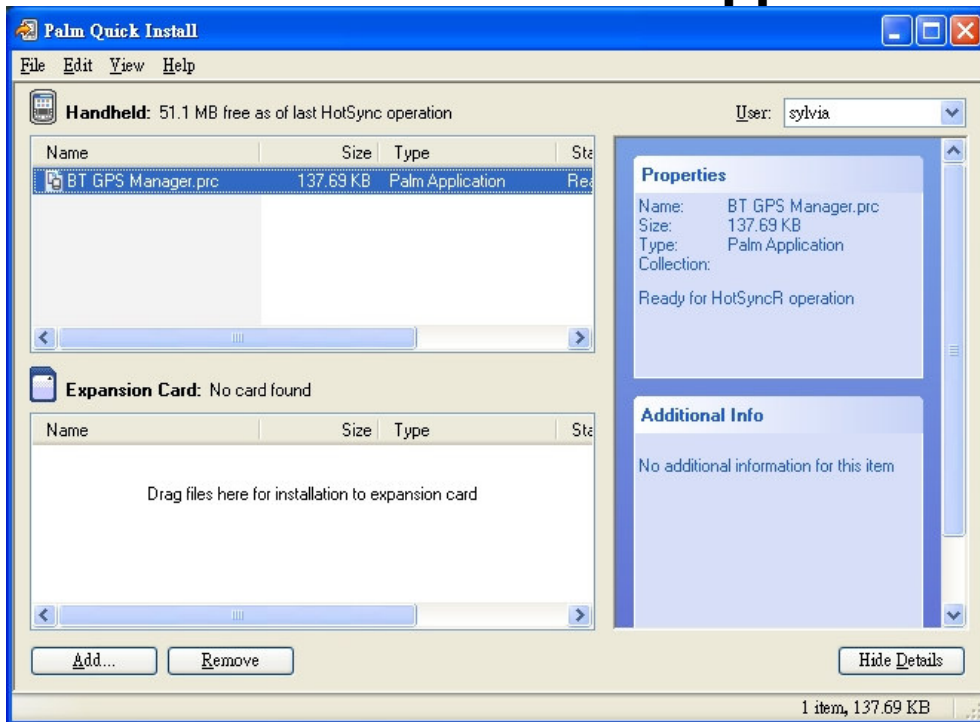 Palm Quick Install
File Edit View Help
Handheld: 51.1 MB free as of last HotSync operation
User: sylvia
Name Size Type Sta
BT GPS Manager.prc 137.69 KB Palm Application Rea
Properties
Name: BT GPS Manager.prc
Size: 137.69 KB
Type: Palm Application
Collection:
Ready for HotSyncR operation
Expansion Card: No card found
Name Size Type Sta
Drag files here for installation to expansion card
Additional Info
No additional information for this item
Add... Remove Hide Details
1 item, 137.69 KB